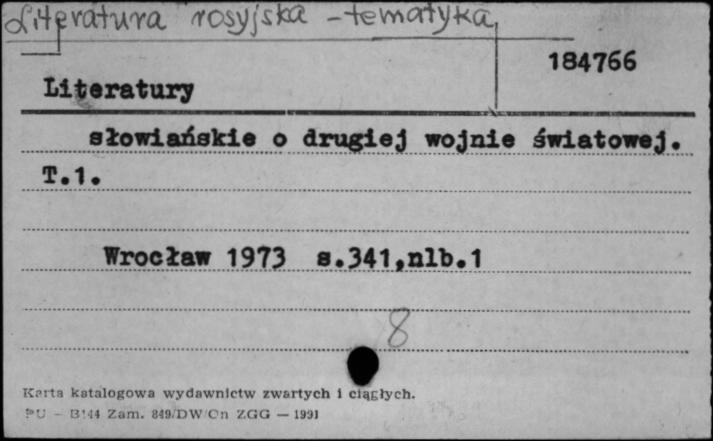 Literatura rosyjska - tematyka
184766
Literatury
słowiańskie o drugiej wojnie światowej.
T.1.
Wrocław 1973 s.341,nlb.1
8
Karta katalogowa wydawnictw zwartych i ciągłych.
PU - B144 Zam. 849/DW/On ZGG — 1991